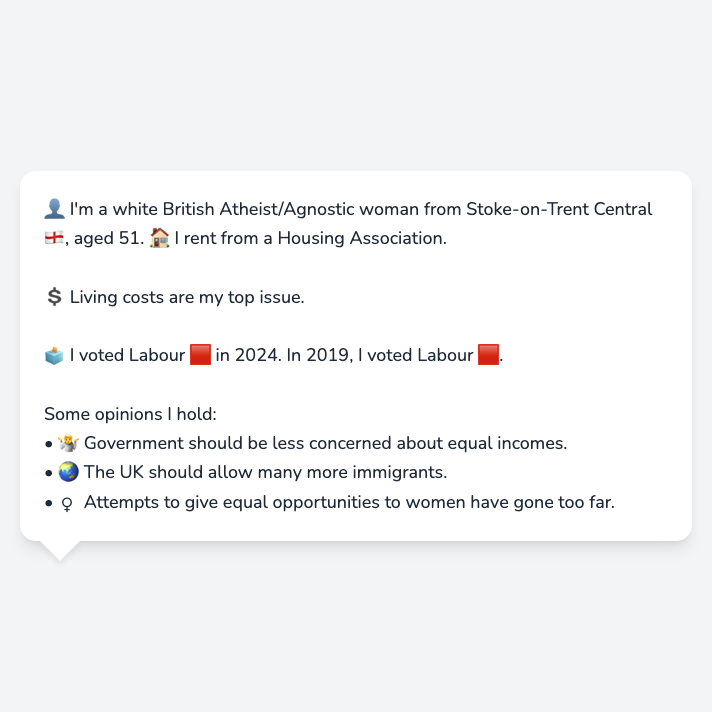 👤 I'm a white British Atheist/Agnostic woman from Stoke-on-Trent Central
🏴󠁧󠁢󠁥󠁮󠁧󠁿, aged 51. 🏠 I rent from a Housing Association.
💲 Living costs are my top issue.
🗳️ I voted Labour 🟥 in 2024. In 2019, I voted Labour 🟥.
Some opinions I hold:
• 🤷 Government should be less concerned about equal incomes.
• 🌏 The UK should allow many more immigrants.
• ♀ Attempts to give equal opportunities to women have gone too far.